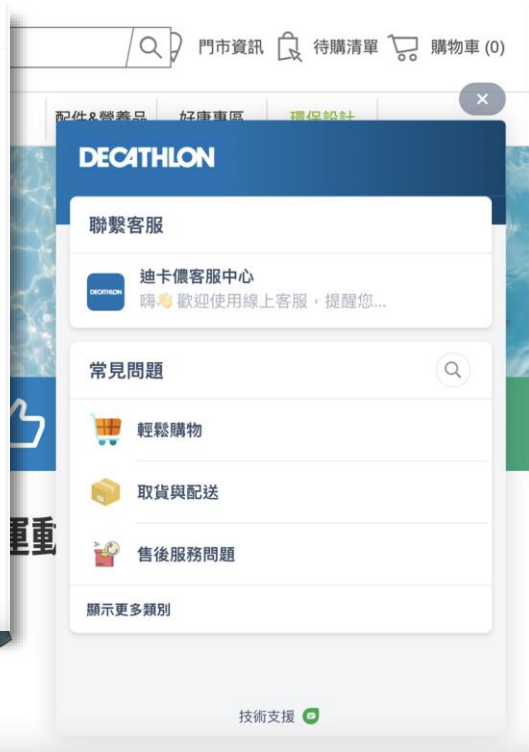 門市資訊 待購清單 購物車 (0)
配件&營養品 好康專區 環保設計
DECATHLON
聯繫客服
DECATHLON
迪卡儂客服中心
嗨👋 歡迎使用線上客服，提醒您...
常見問題
輕鬆購物
取貨與配送
運動
售後服務問題
顯示更多類別
技術支援